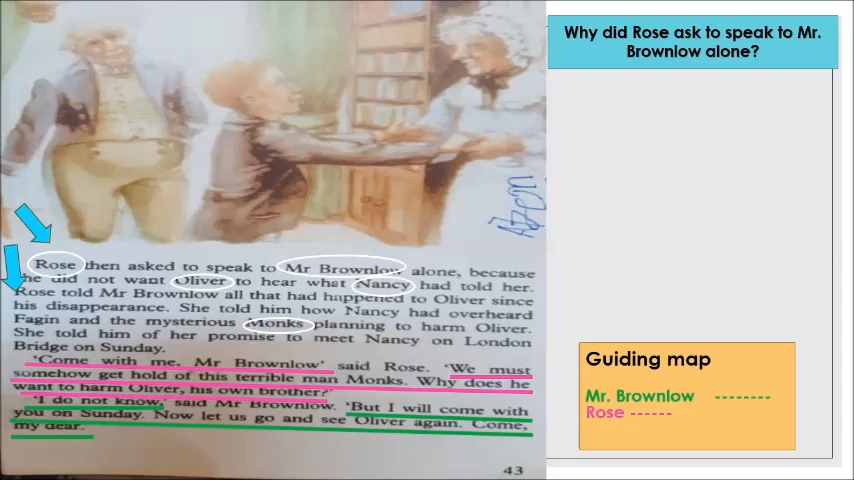 Why did Rose ask to speak to Mr.
Brownlow alone?
Azom
Rose then asked to speak to Mr Brownlow alone, because
he did not want Oliver to hear what Nancy had told her.
Rose told Mr Brownlow all that had happened to Oliver since
his disappearance. She told him how Nancy had overheard
Fagin and the mysterious Monks planning to harm Oliver.
She told him of her promise to meet Nancy on London
Bridge on Sunday.
'Come with me, Mr Brownlow' said Rose. 'We must
somehow get hold of this terrible man Monks. Why does he
want to harm Oliver, his own brother?'
'I do not know,' said Mr Brownlow. 'But I will come with
you on Sunday. Now let us go and see Oliver again. Come,
my dear.
43
Guiding map
Mr. Brownlow --------
Rose ------